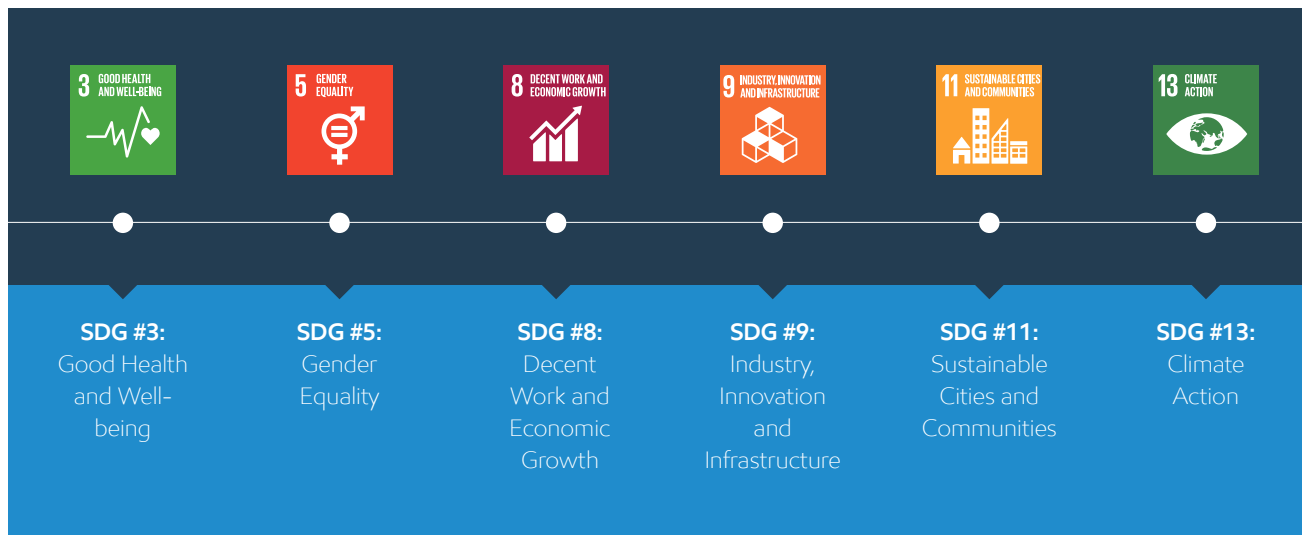 3 GOOD HEALTH
AND WELL-BEING
5 GENDER
EQUALITY
8 DECENT WORK AND
ECONOMIC GROWTH
9 INDUSTRY, INNOVATION
AND INFRASTRUCTURE
11 SUSTAINABLE CITIES
AND COMMUNITIES
13 CLIMATE
ACTION
SDG #3:
Good Health
and Well-
being
SDG #5:
Gender
Equality
SDG #8:
Decent
Work and
Economic
Growth
SDG #9:
Industry,
Innovation
and
Infrastructure
SDG #11:
Sustainable
Cities and
Communities
SDG #13:
Climate
Action